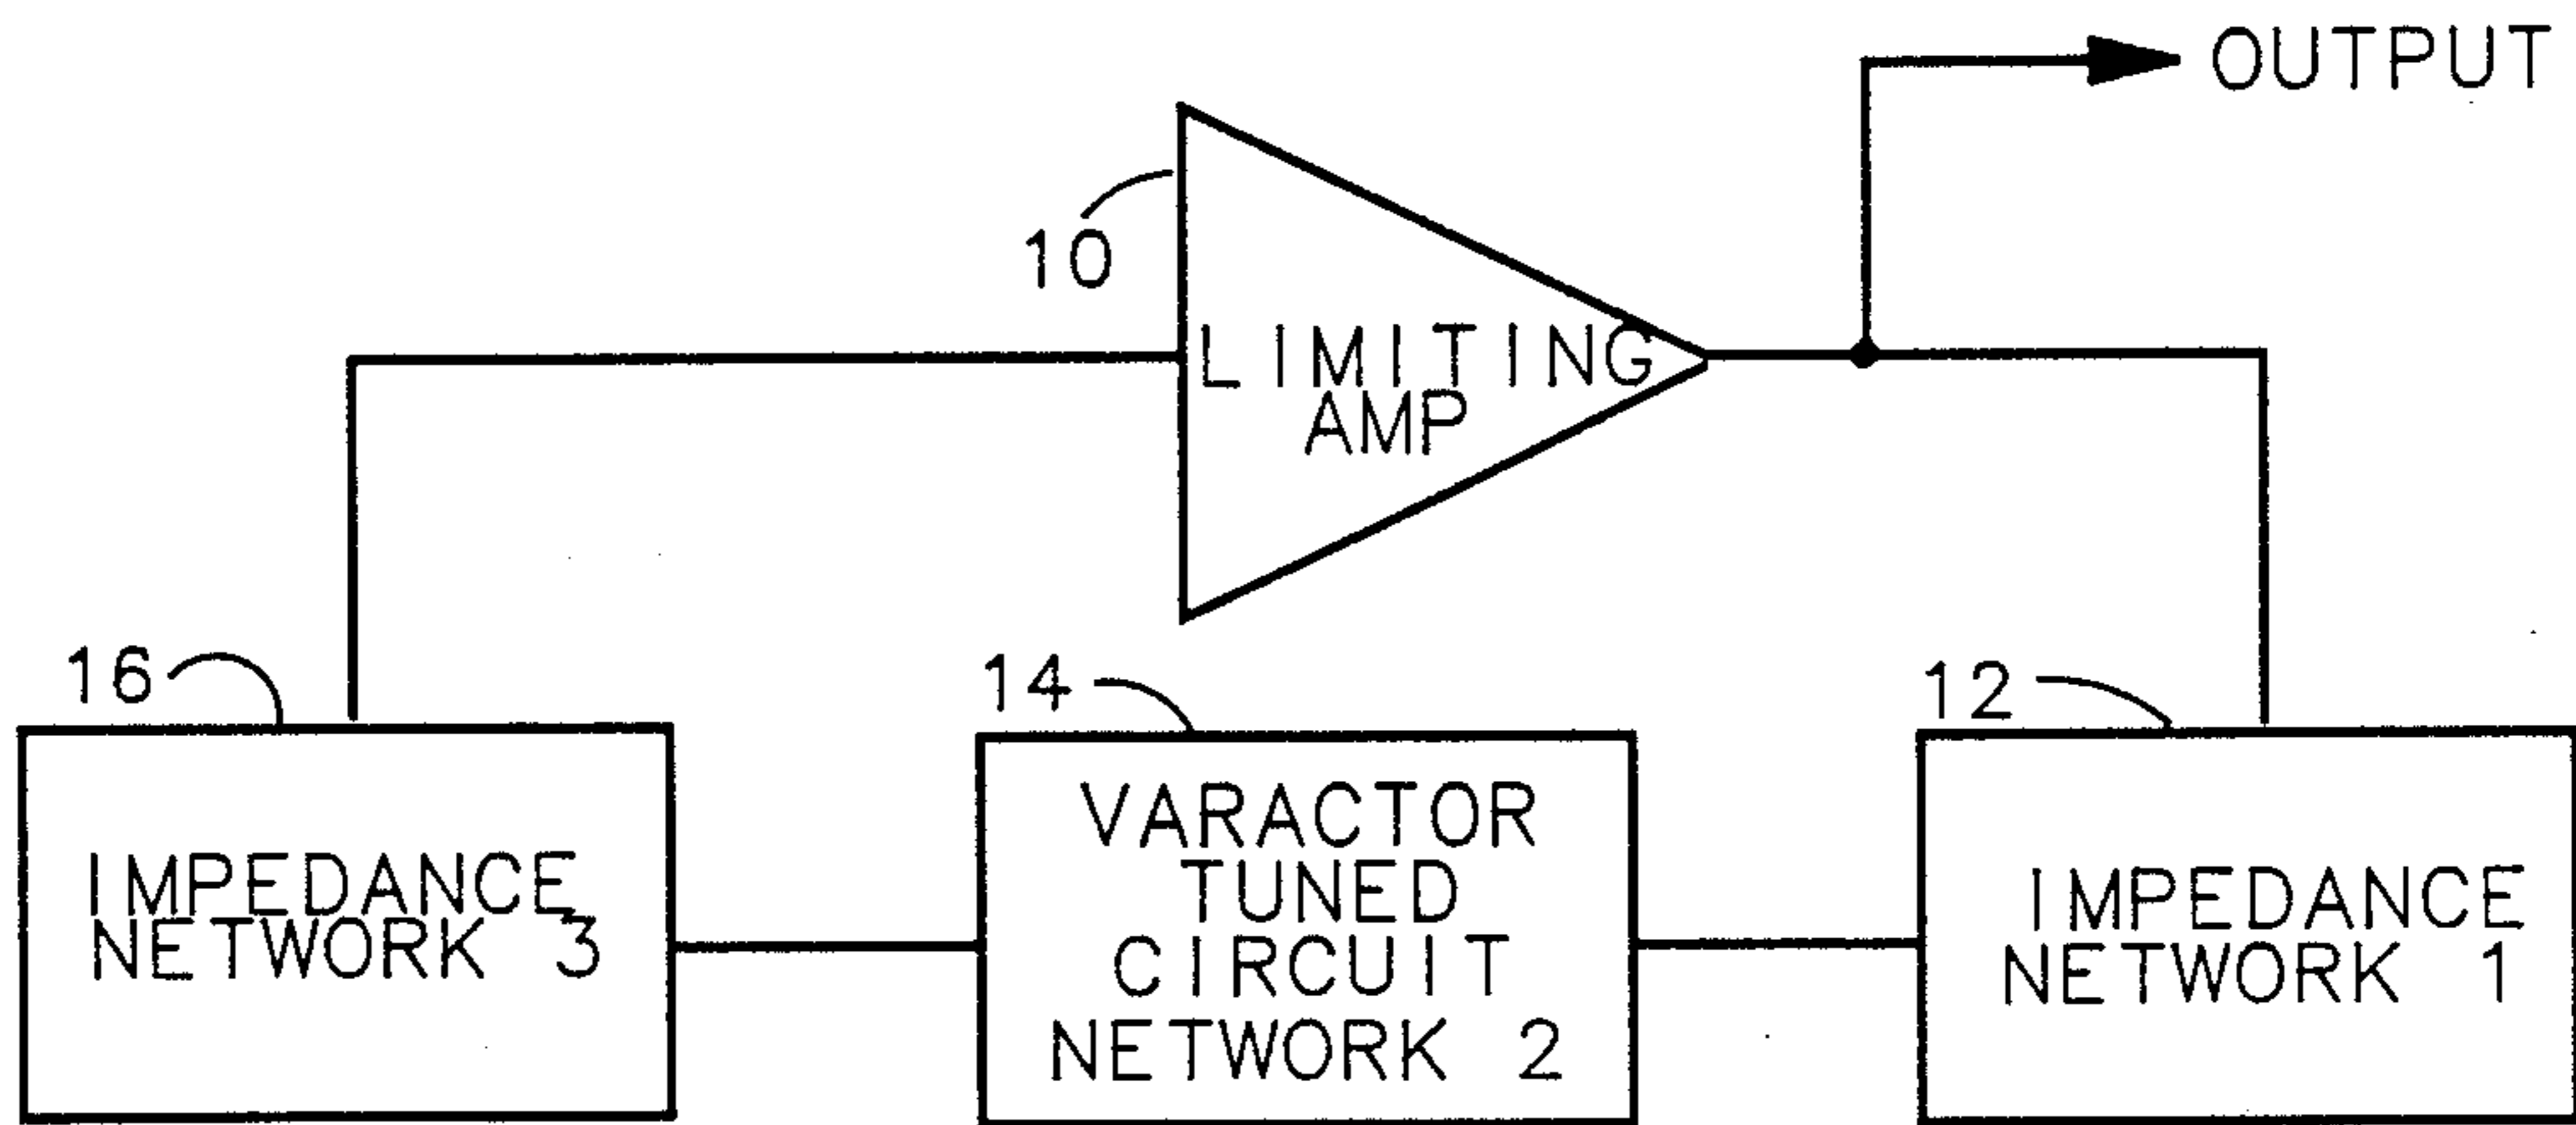 OUTPUT
10
LIMITING
AMP
16
14
12
IMPEDANCE
NETWORK 3
VARACTOR
TUNED
CIRCUIT
NETWORK 2
IMPEDANCE
NETWORK 1